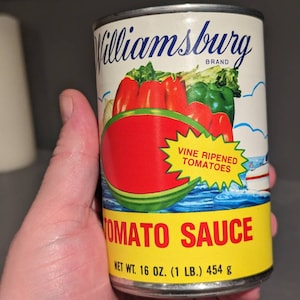 Williamsburg
BRAND
VINE RIPENED
TOMATOES
TOMATO SAUCE
NET WT. 16 OZ. (1 LB.) 454 g